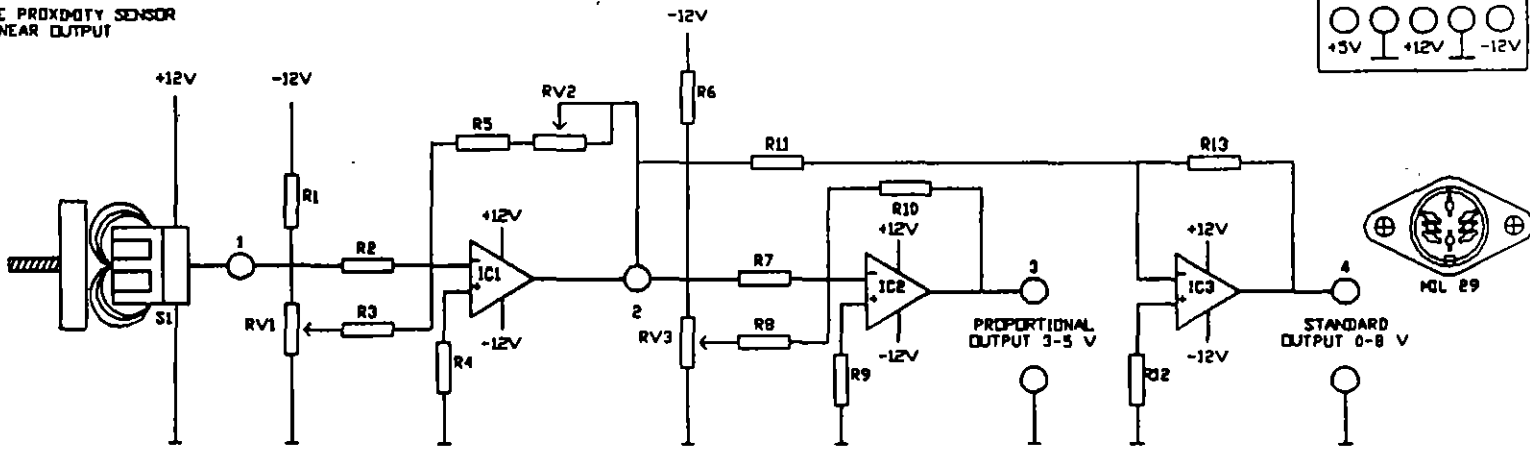 PROXIMITY SENSOR
OUTPUT
-12V
+5V +12V -12V
+12V
-12V
RV2
R6
R5
R11
R13
R1
R10
+12V
+12V
+12V
1
R2
IC1
R7
IC2
3
IC3
4
MIL 29
S1
2
RV1
R3
-12V
RV3
R8
-12V
PROPORTIONAL
OUTPUT 3-5 V
-12V
STANDARD
OUTPUT 0-8 V
R4
R9
R12